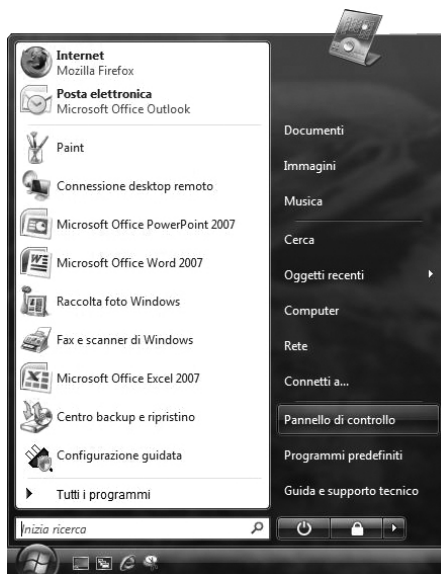 Internet
Mozilla Firefox
Posta elettronica
Microsoft Office Outlook
Paint
Connessione desktop remoto
Microsoft Office PowerPoint 2007
Microsoft Office Word 2007
Raccolta foto Windows
Fax e scanner di Windows
Microsoft Office Excel 2007
Centro backup e ripristino
Configurazione guidata
Tutti i programmi
Inizia ricerca
Documenti
Immagini
Musica
Cerca
Oggetti recenti
Computer
Rete
Connetti a...
Pannello di controllo
Programmi predefiniti
Guida e supporto tecnico